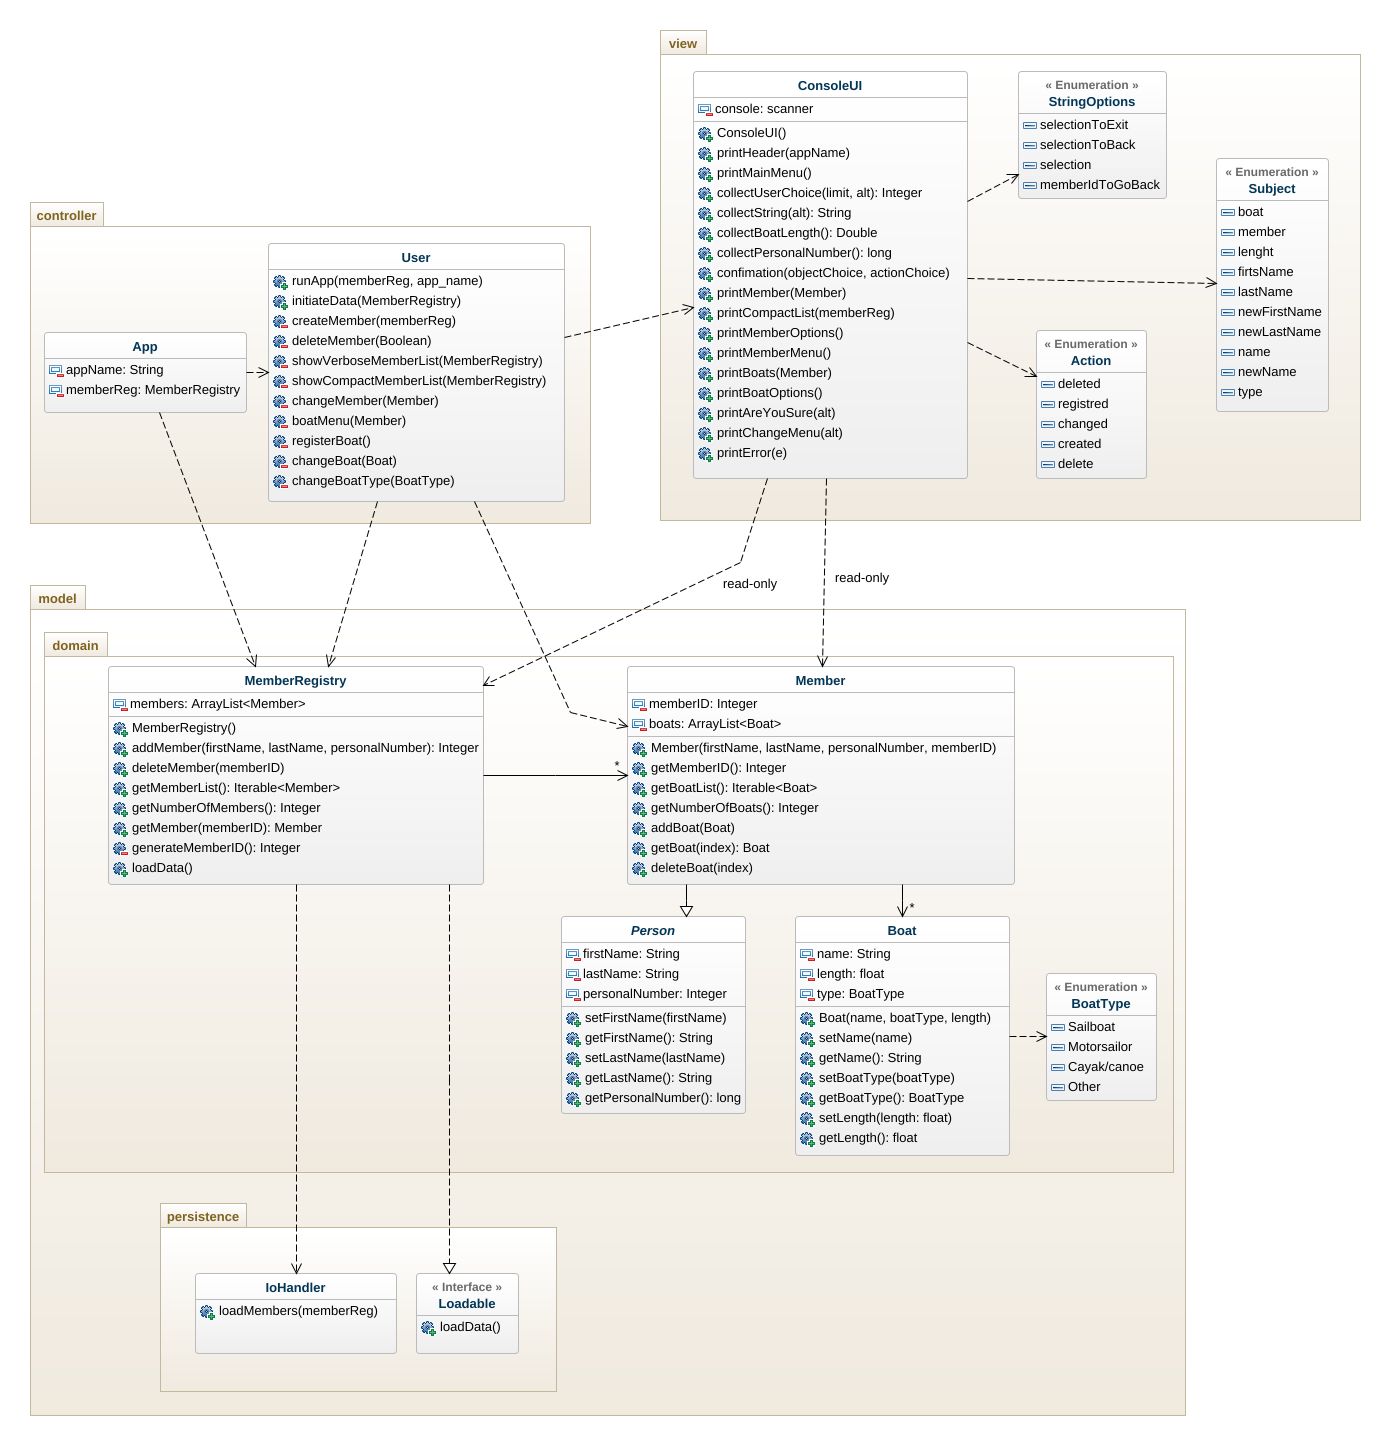 view
ConsoleUI
console: scanner
ConsoleUI()
printHeader(appName)
printMainMenu()
collectUserChoice(limit, alt): Integer
collectString(alt): String
collectBoatLength(): Double
collectPersonalNumber(): long
confimation(objectChoice, actionChoice)
printMember(Member)
printCompactList(memberReg)
printMemberOptions()
printMemberMenu()
printBoats(Member)
printBoatOptions()
printAreYouSure(alt)
printChangeMenu(alt)
printError(e)
« Enumeration »
StringOptions
selectionToExit
selectionToBack
selection
memberIdToGoBack
« Enumeration »
Subject
boat
member
lenght
firtsName
lastName
newFirstName
newLastName
name
newName
type
« Enumeration »
Action
deleted
registred
changed
created
delete
controller
App
appName: String
memberReg: MemberRegistry
User
runApp(memberReg, app_name)
initiateData(MemberRegistry)
createMember(memberReg)
deleteMember(Boolean)
showVerboseMemberList(MemberRegistry)
showCompactMemberList(MemberRegistry)
changeMember(Member)
boatMenu(Member)
registerBoat()
changeBoat(Boat)
changeBoatType(BoatType)
read-only
read-only
model
domain
MemberRegistry
members: ArrayList<Member>
MemberRegistry()
addMember(firstName, lastName, personalNumber): Integer
deleteMember(memberID)
getMemberList(): Iterable<Member>
getNumberOfMembers(): Integer
getMember(memberID): Member
generateMemberID(): Integer
loadData()
*
Member
memberID: Integer
boats: ArrayList<Boat>
Member(firstName, lastName, personalNumber, memberID)
getMemberID(): Integer
getBoatList(): Iterable<Boat>
getNumberOfBoats(): Integer
addBoat(Boat)
getBoat(index): Boat
deleteBoat(index)
*
Person
firstName: String
lastName: String
personalNumber: Integer
setFirstName(firstName)
getFirstName(): String
setLastName(lastName)
getLastName(): String
getPersonalNumber(): long
Boat
name: String
length: float
type: BoatType
Boat(name, boatType, length)
setName(name)
getName(): String
setBoatType(boatType)
getBoatType(): BoatType
setLength(length: float)
getLength(): float
« Enumeration »
BoatType
Sailboat
Motorsailor
Cayak/canoe
Other
persistence
IoHandler
loadMembers(memberReg)
« Interface »
Loadable
loadData()